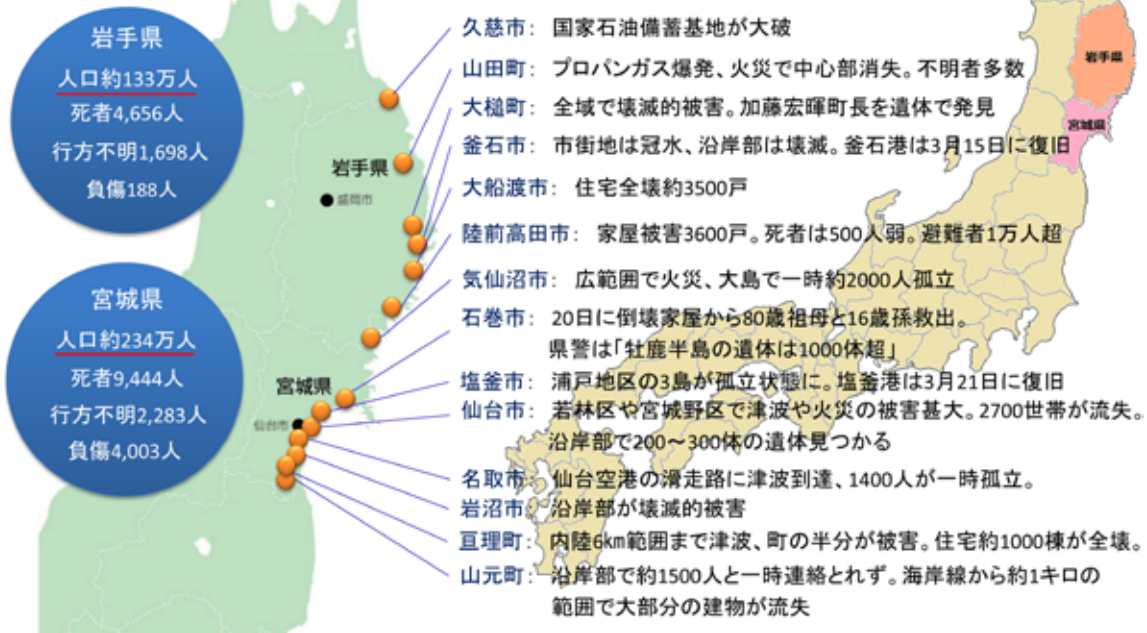 岩手県
人口約133万人
死者4,656人
行方不明1,698人
負傷188人
宮城県
人口約234万人
死者9,444人
行方不明2,283人
負傷4,003人
岩手県
盛岡市
宮城県
仙台市
久慈市： 国家石油備蓄基地が大破
山田町： プロパンガス爆発、火災で中心部消失。不明者多数
大槌町： 全域で壊滅的被害。加藤宏暉町長を遺体で発見
釜石市： 市街地は冠水、沿岸部は壊滅。釜石港は3月15日に復旧
大船渡市： 住宅全壊約3500戸
陸前高田市： 家屋被害3600戸。死者は500人弱。避難者1万人超
気仙沼市： 広範囲で火災、大島で一時約2000人孤立
石巻市： 20日に倒壊家屋から80歳祖母と16歳孫救出。
県警は「牡鹿半島の遺体は1000体超」
塩釜市： 浦戸地区の3島が孤立状態に。塩釜港は3月21日に復旧
仙台市： 若林区や宮城野区で津波や火災の被害甚大。2700世帯が流失。
沿岸部で200～300体の遺体見つかる
名取市： 仙台空港の滑走路に津波到達、1400人が一時孤立。
岩沼市： 沿岸部が壊滅的被害
亘理町： 内陸6km範囲まで津波、町の半分が被害。住宅約1000棟が全壊。
山元町： 沿岸部で約1500人と一時連絡とれず。海岸線から約1キロの
範囲で大部分の建物が流失
岩手県
宮城県